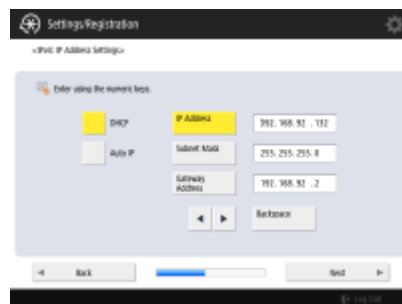 Settings/Registration
<IPv4: IP Address Settings>
Enter using the numeric keys.
DHCP
IP Address
192. 168. 92 . 132
Auto IP
Subnet Mask
255. 255. 255. 0
Gateway
Address
192. 168. 92 . 2
Backspace
Back
Next
Log Out